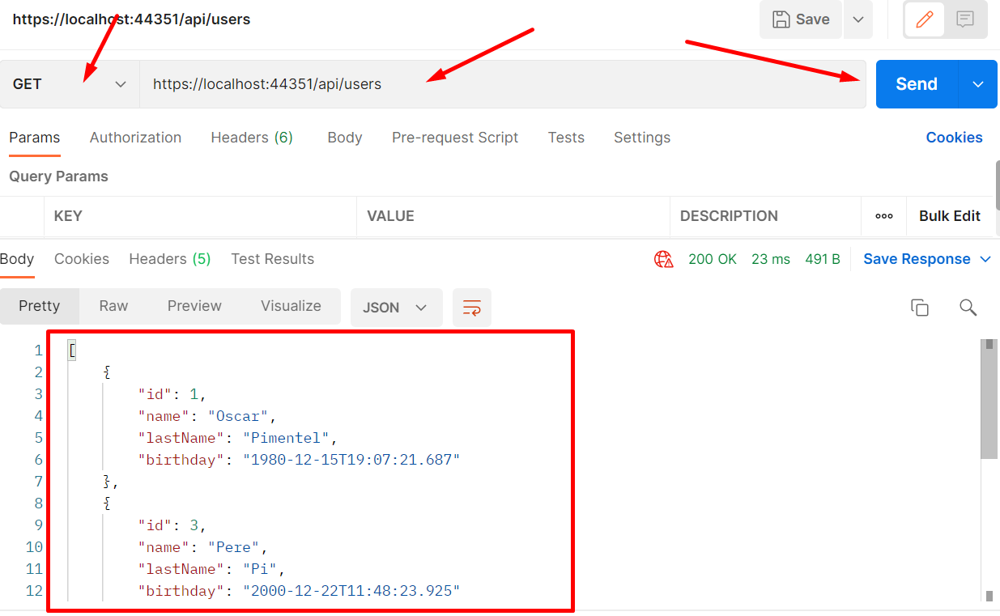 https://localhost:44351/api/users
Save
GET https://localhost:44351/api/users Send
Params Authorization Headers (6) Body Pre-request Script Tests Settings Cookies
Query Params
KEY VALUE DESCRIPTION ooo Bulk Edit
Body Cookies Headers (5) Test Results 200 OK 23 ms 491 B Save Response
Pretty Raw Preview Visualize JSON
1 [
2 {
3 "id": 1,
4 "name": "Oscar",
5 "lastName": "Pimentel",
6 "birthday": "1980-12-15T19:07:21.687"
7 },
8 {
9 "id": 3,
10 "name": "Pere",
11 "lastName": "Pi",
12 "birthday": "2000-12-22T11:48:23.925"